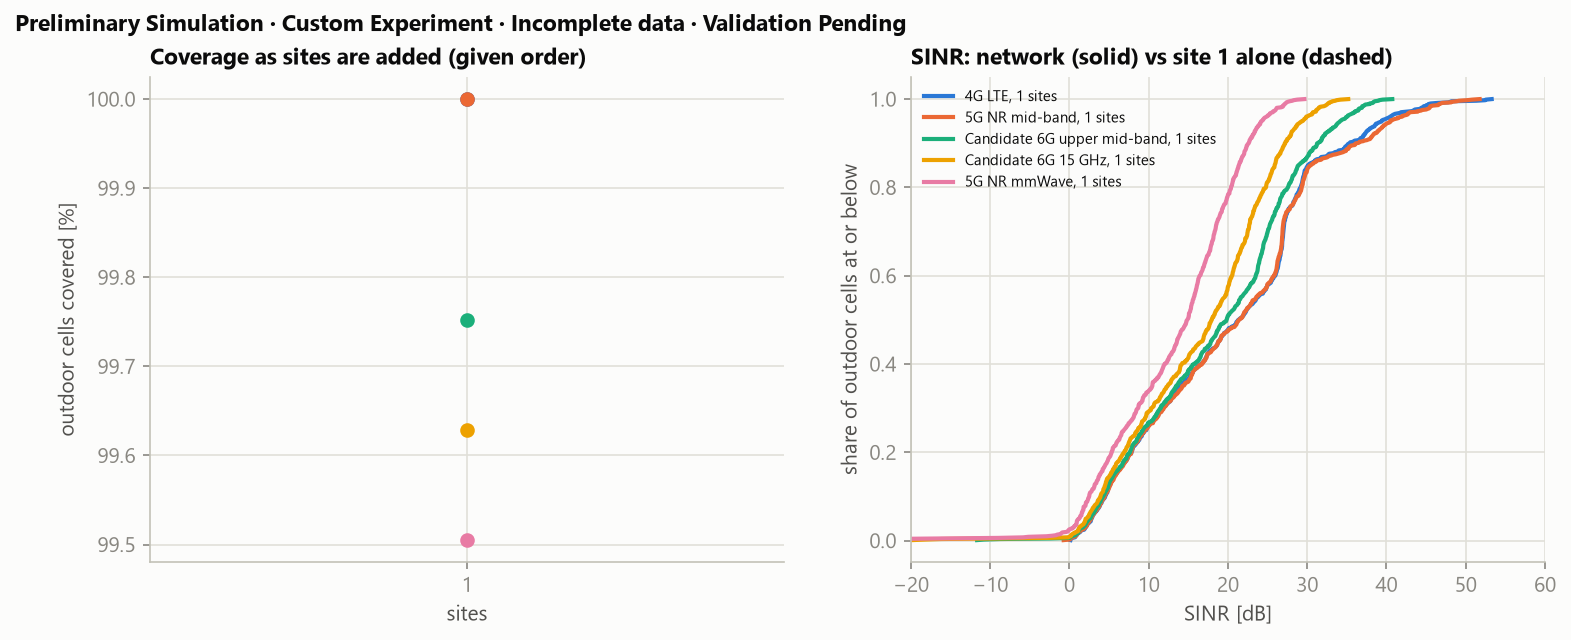 Preliminary Simulation · Custom Experiment · Incomplete data · Validation Pending
Coverage as sites are added (given order)
100.0
99.9
99.8
99.7
99.6
99.5
outdoor cells covered [%]
1
sites
SINR: network (solid) vs site 1 alone (dashed)
4G LTE, 1 sites
5G NR mid-band, 1 sites
Candidate 6G upper mid-band, 1 sites
Candidate 6G 15 GHz, 1 sites
5G NR mmWave, 1 sites
1.0
0.8
0.6
0.4
0.2
0.0
share of outdoor cells at or below
−20 −10 0 10 20 30 40 50 60
SINR [dB]